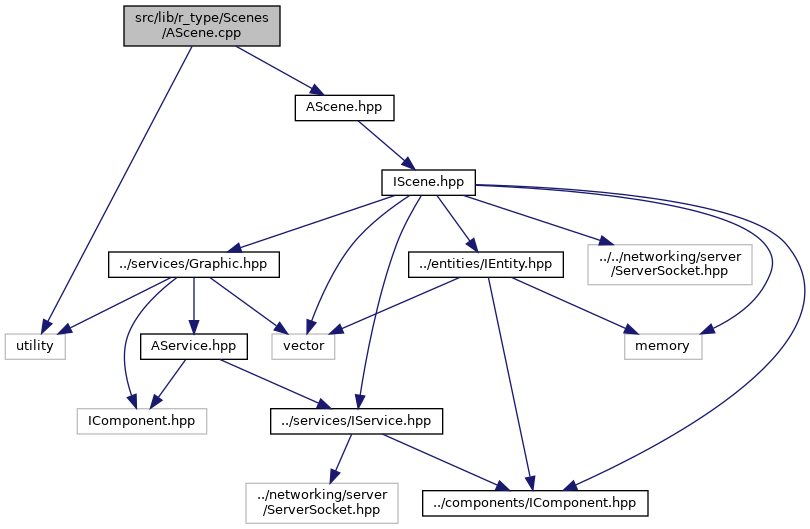 src/lib/r_type/Scenes
/AScene.cpp
AScene.hpp
IScene.hpp
../services/Graphic.hpp
../entities/IEntity.hpp
../../networking/server
/ServerSocket.hpp
utility
AService.hpp
vector
memory
IComponent.hpp
../services/IService.hpp
../networking/server
/ServerSocket.hpp
../components/IComponent.hpp